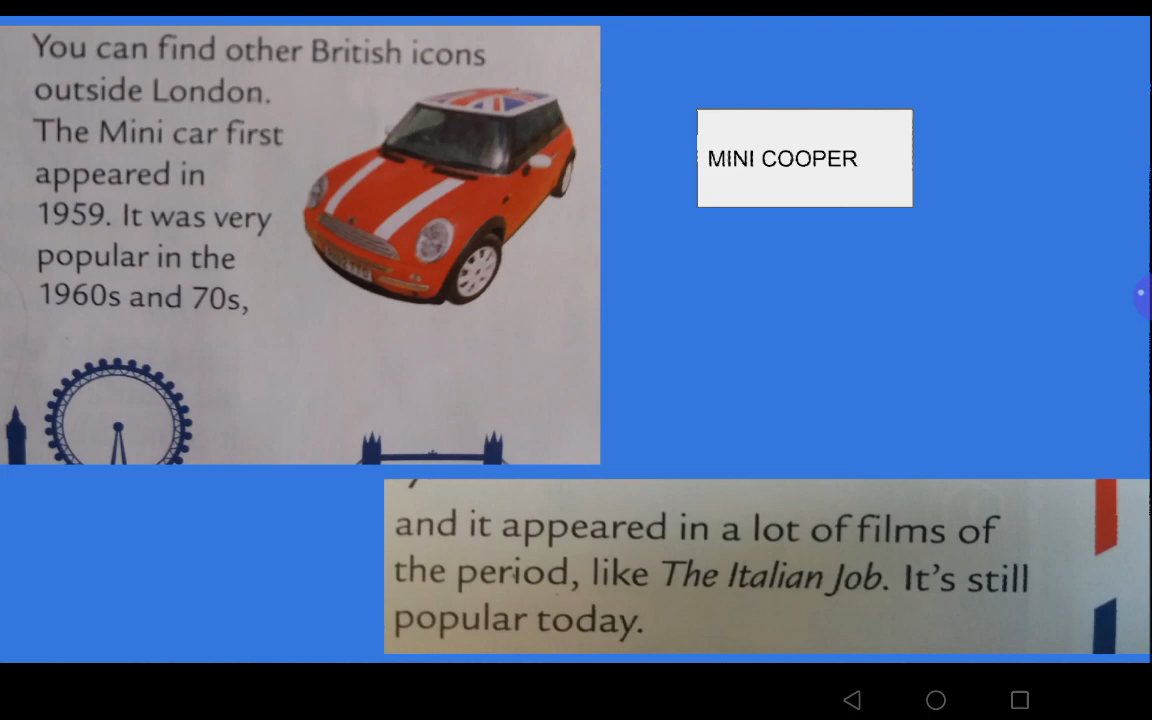 You can find other British icons
outside London.
The Mini car first
appeared in
1959. It was very
popular in the
1960s and 70s,
MINI COOPER
and it appeared in a lot of films of
the period, like The Italian Job. It's still
popular today.